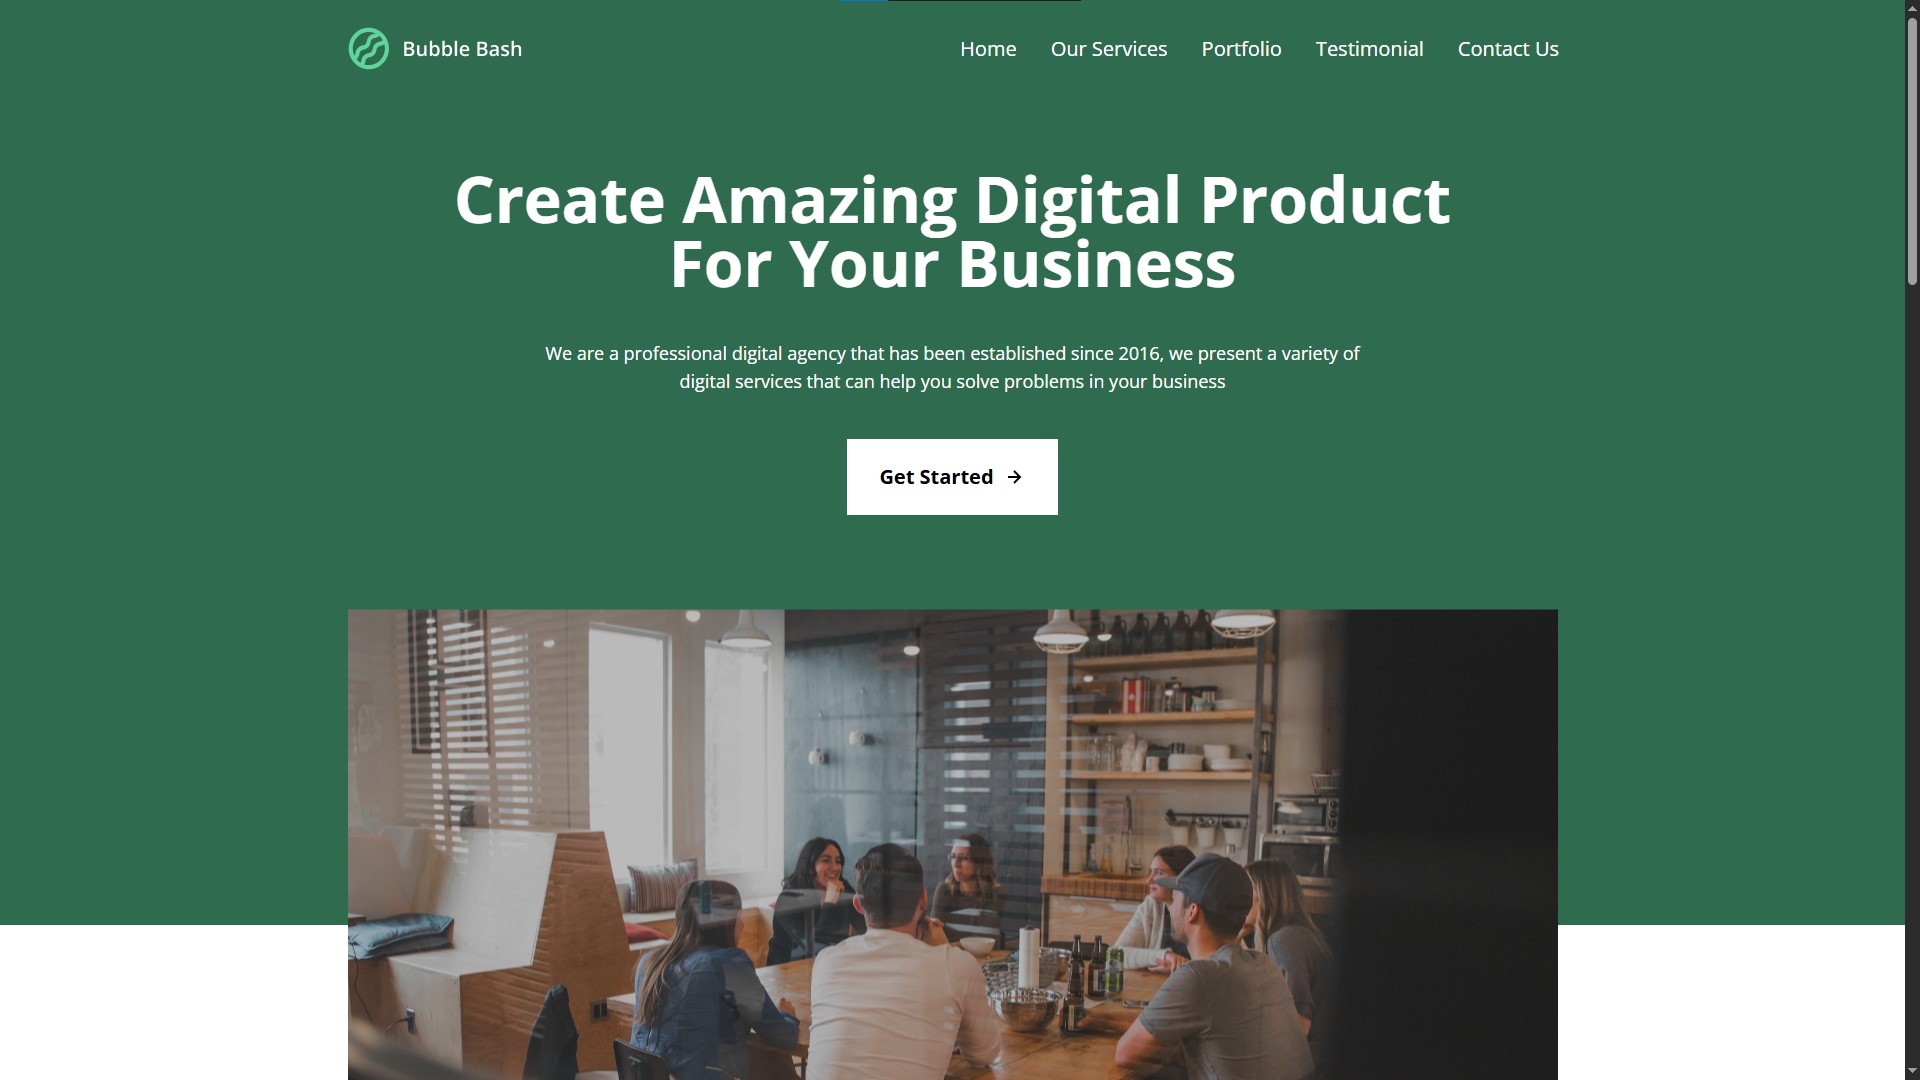 Bubble Bash
Home Our Services Portfolio Testimonial Contact Us
Create Amazing Digital Product
For Your Business
We are a professional digital agency that has been established since 2016, we present a variety of
digital services that can help you solve problems in your business
Get Started →